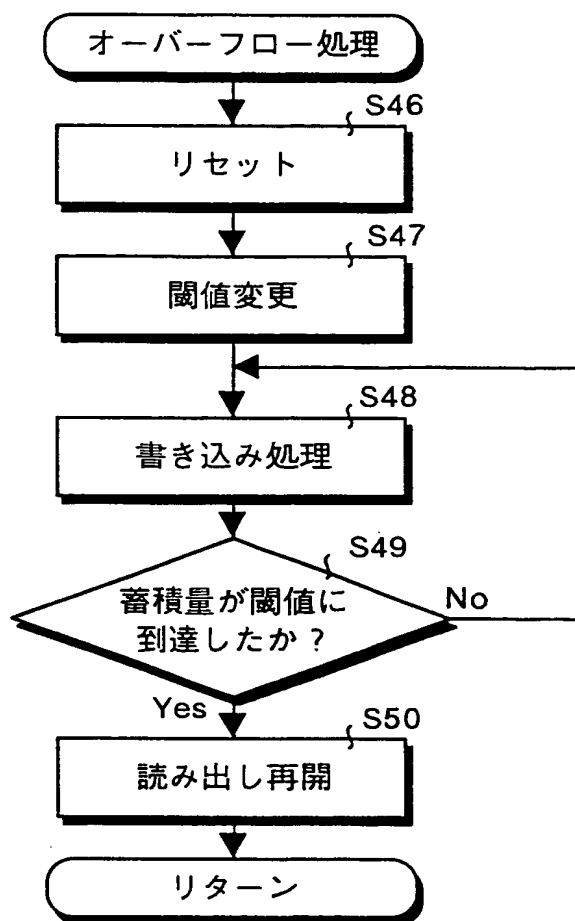 オーバーフロー処理
S46
リセット
S47
閾値変更
S48
書き込み処理
S49
蓄積量が閾値に
到達したか?
No
Yes
S50
読み出し再開
リターン